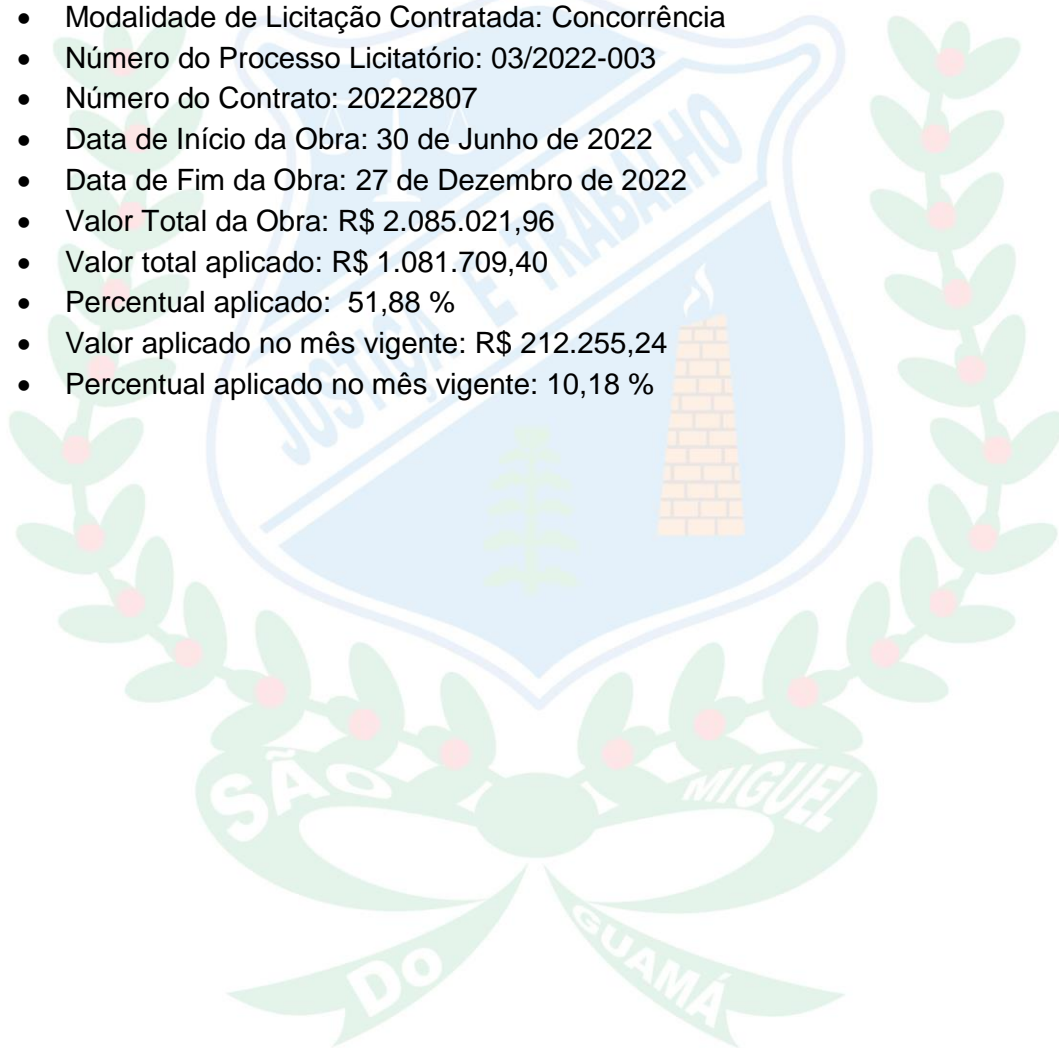 • Modalidade de Licitação Contratada: Concorrência
• Número do Processo Licitatório: 03/2022-003
• Número do Contrato: 20222807
• Data de Início da Obra: 30 de Junho de 2022
• Data de Fim da Obra: 27 de Dezembro de 2022
• Valor Total da Obra: R$ 2.085.021,96
• Valor total aplicado: R$ 1.081.709,40
• Percentual aplicado:  51,88 %
• Valor aplicado no mês vigente: R$ 212.255,24
• Percentual aplicado no mês vigente: 10,18 %
JUSTIÇA E TRABALHO
SÃO MIGUEL
DO GUAMÁ